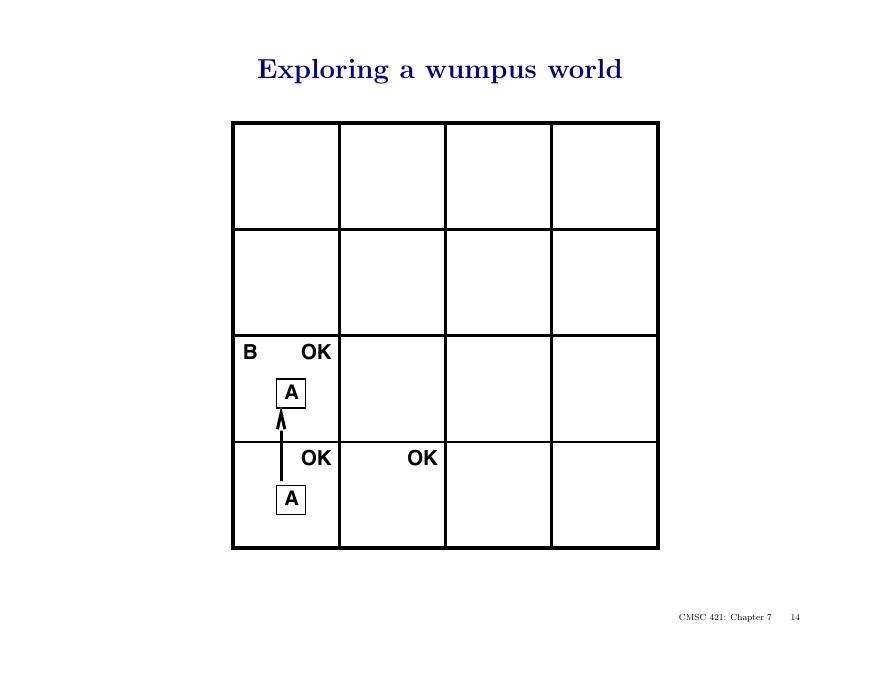 Exploring a wumpus world
B OK
A
OK OK
A
CMSC 421: Chapter 7 14